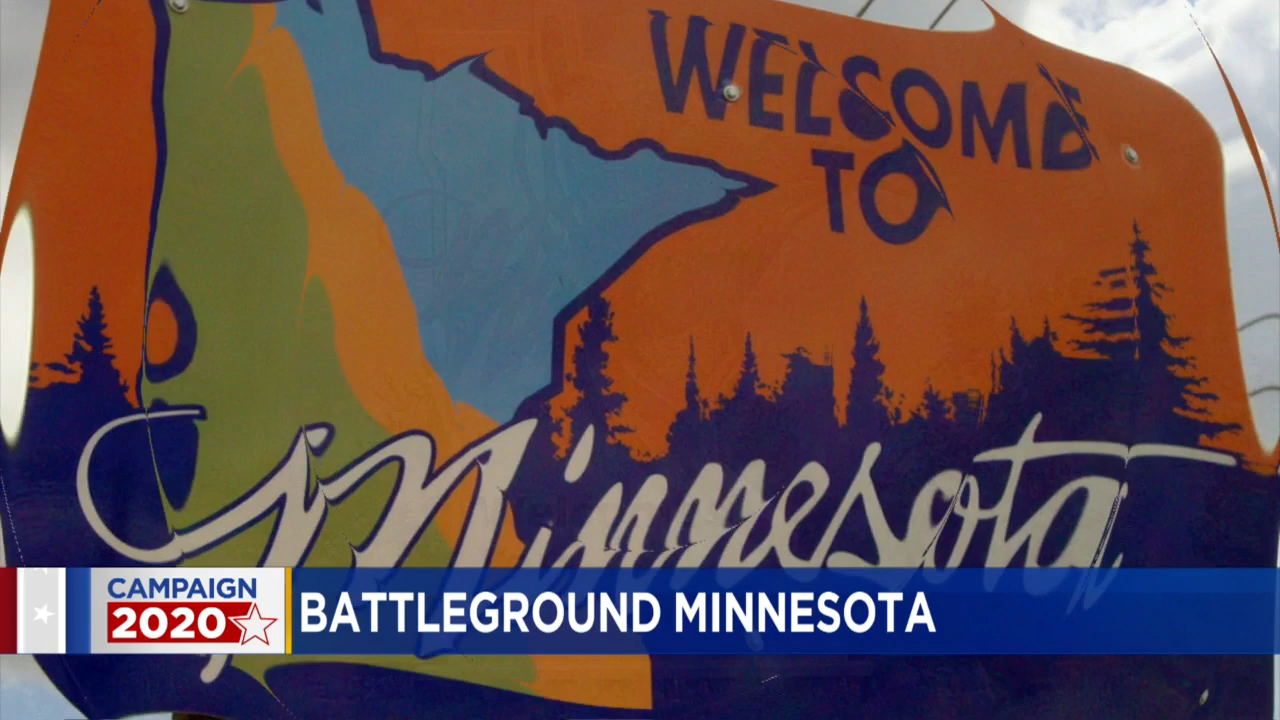 WELCOME
TO
Minnesota
CAMPAIGN
2020
BATTLEGROUND MINNESOTA